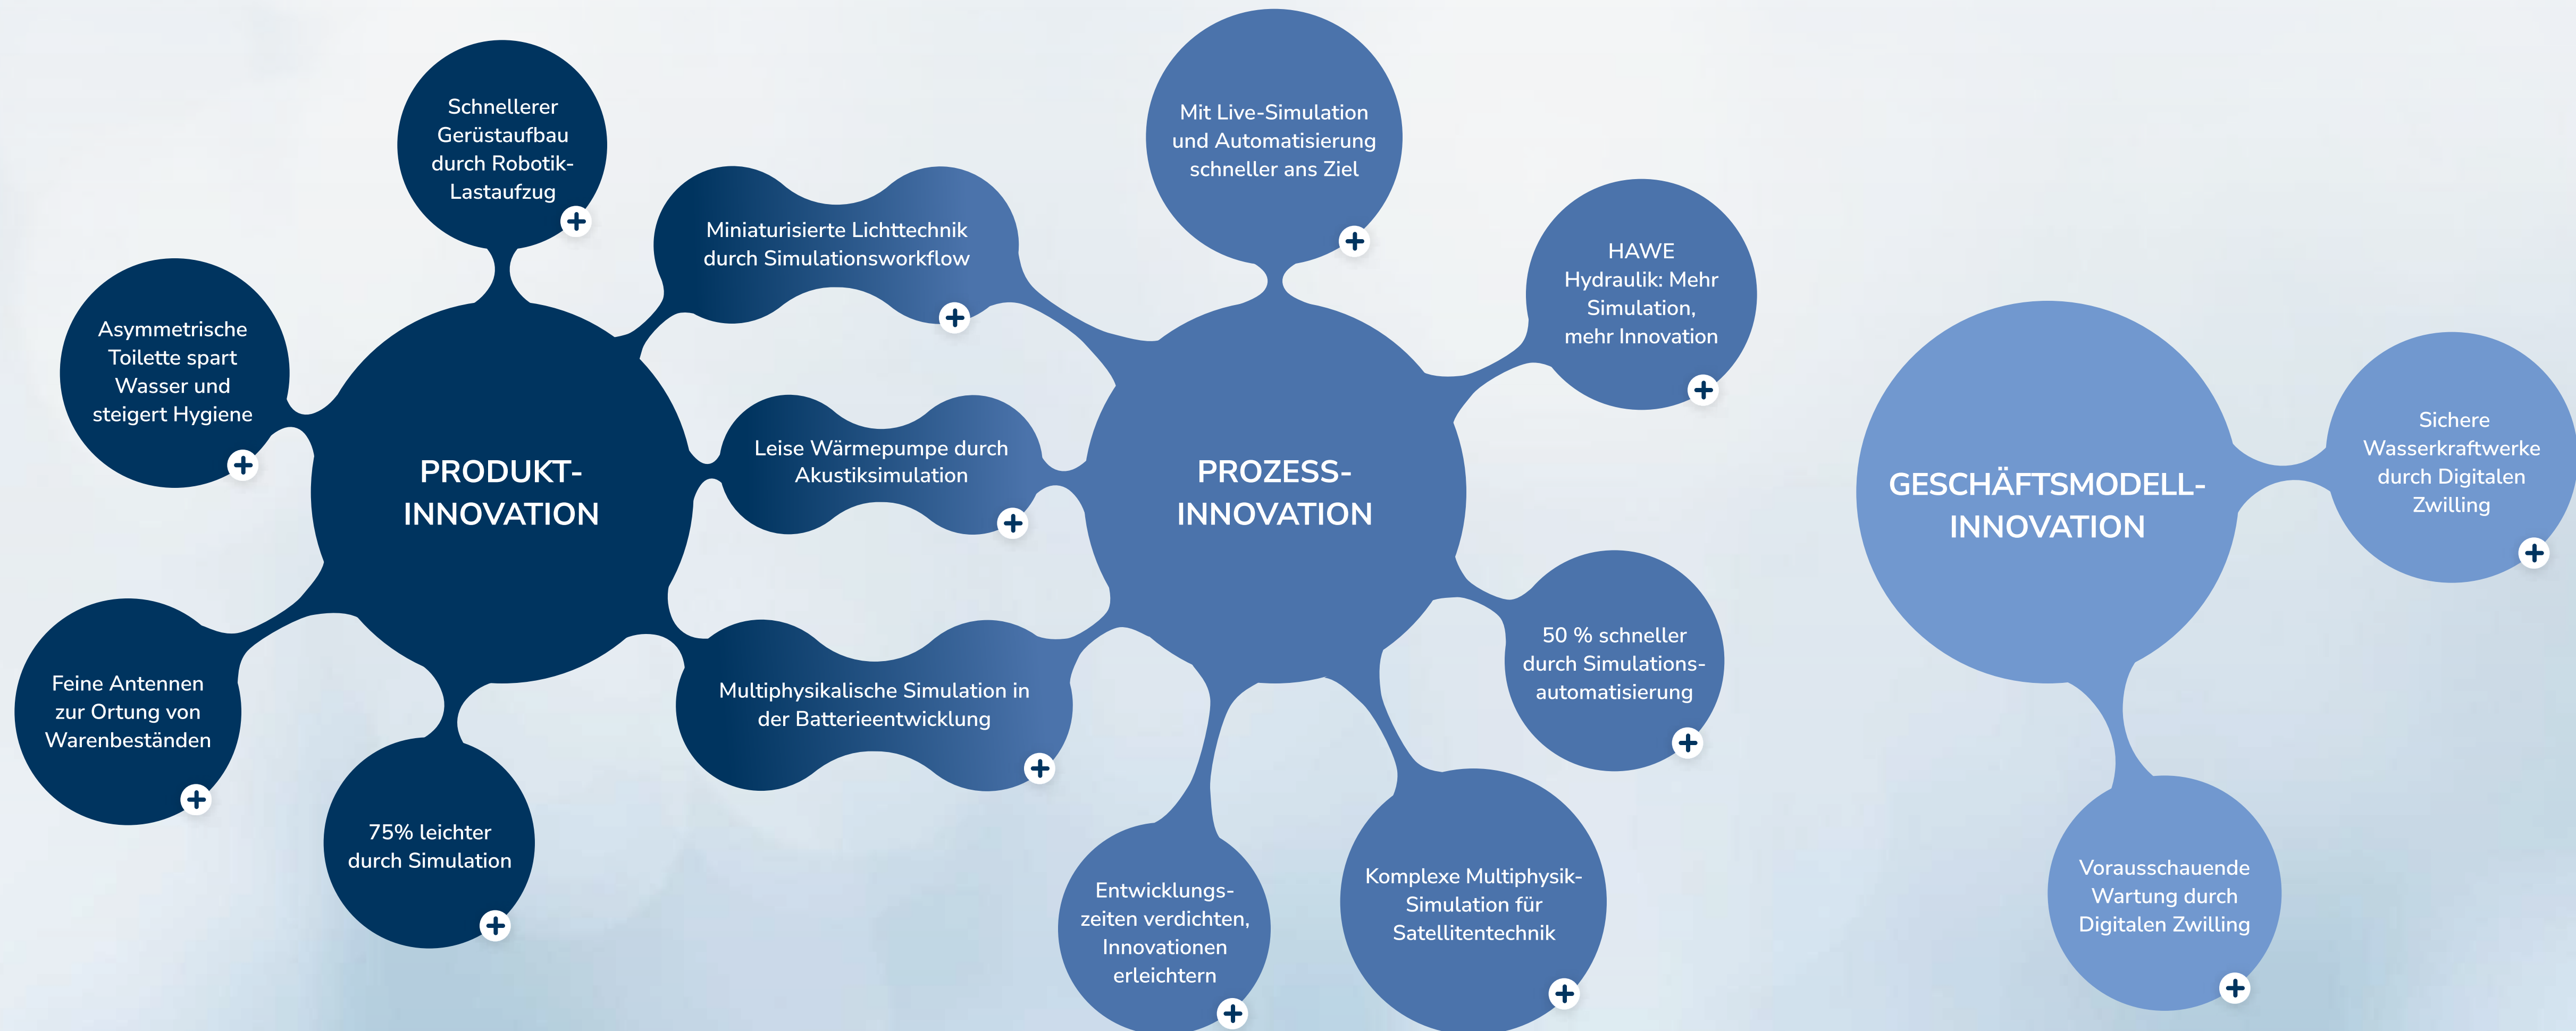 Schnellerer
Gerüstaufbau
durch Robotik-
Lastaufzug
Asymmetrische
Toilette spart
Wasser und
steigert Hygiene
PRODUKT-
INNOVATION
Feine Antennen
zur Ortung von
Warenbeständen
75% leichter
durch Simulation
Miniaturisierte Lichttechnik
durch Simulationsworkflow
Leise Wärmepumpe durch
Akustiksimulation
Multiphysikalische Simulation in
der Batterieentwicklung
Mit Live-Simulation
und Automatisierung
schneller ans Ziel
HAWE
Hydraulik: Mehr
Simulation,
mehr Innovation
PROZESS-
INNOVATION
50 % schneller
durch Simulations-
automatisierung
Entwicklungs-
zeiten verdichten,
Innovationen
erleichtern
Komplexe Multiphysik-
Simulation für
Satellitentechnik
GESCHÄFTSMODELL-
INNOVATION
Sichere
Wasserkraftwerke
durch Digitalen
Zwilling
Vorausschauende
Wartung durch
Digitalen Zwilling